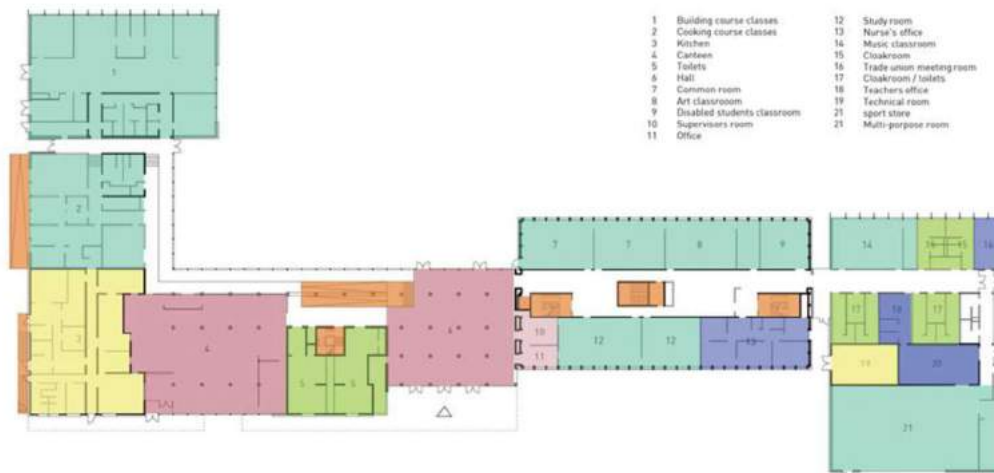 1 Building course classes
2 Cooking course classes
3 Kitchen
4 Canteen
5 Toilets
6 Hall
7 Common room
8 Art classrooom
9 Disabled students classroom
10 Supervisors room
11 Office
12 Study room
13 Nurse's office
14 Music classroom
15 Cloakroom
16 Trade union meeting room
17 Cloakroom / toilets
18 Teachers office
19 Technical room
21 sport store
21 Multi-porpose room
1
2
7 7 8 9
14 15 16
3
4
5 5
10
11
12 12
13
17 18 17
19 20
21